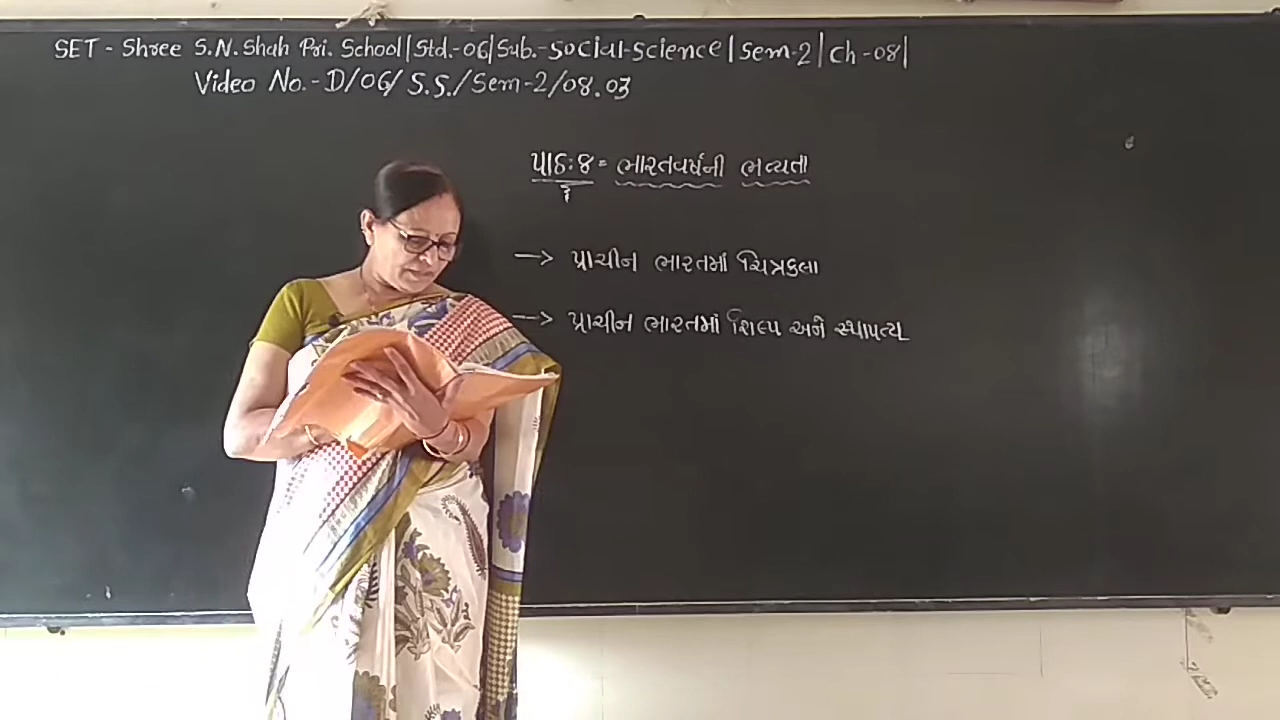 SET - Shree S.N. Shah Pri. School|Std.-06|Sub.-Social-Science|Sem-2|Ch-08|
Video No.-D/06/S.S./Sem-2/08.03
પાઠ:૪ = ભારતવર્ષની ભવ્યતા
→ પ્રાચીન ભારતમાં ચિત્રકલા
→ પ્રાચીન ભારતમાં શિલ્પ અને સ્થાપત્ય